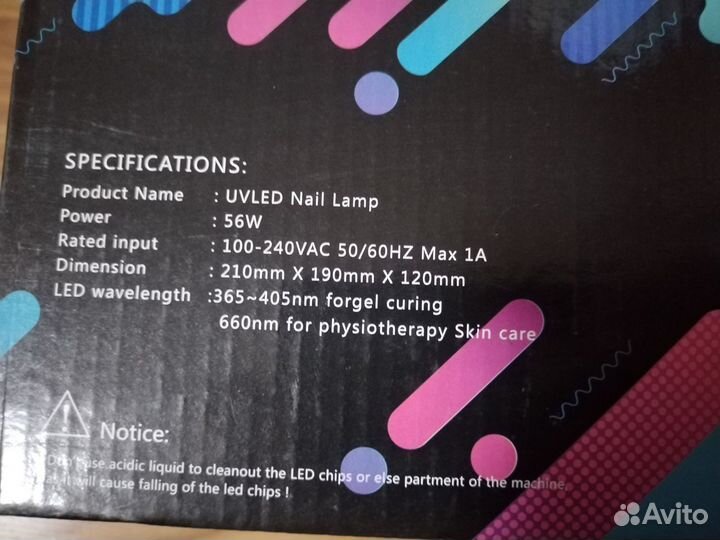 SPECIFICATIONS:
Product Name : UVLED Nail Lamp
Power : 56W
Rated input : 100-240VAC 50/60HZ Max 1A
Dimension : 210mm X 190mm X 120mm
LED wavelength :365~405nm forgel curing
660nm for physiotherapy Skin care
Notice:
use acidic liquid to cleanout the LED chips or else partment of the machine,
it will cause falling of the led chips !
Avito